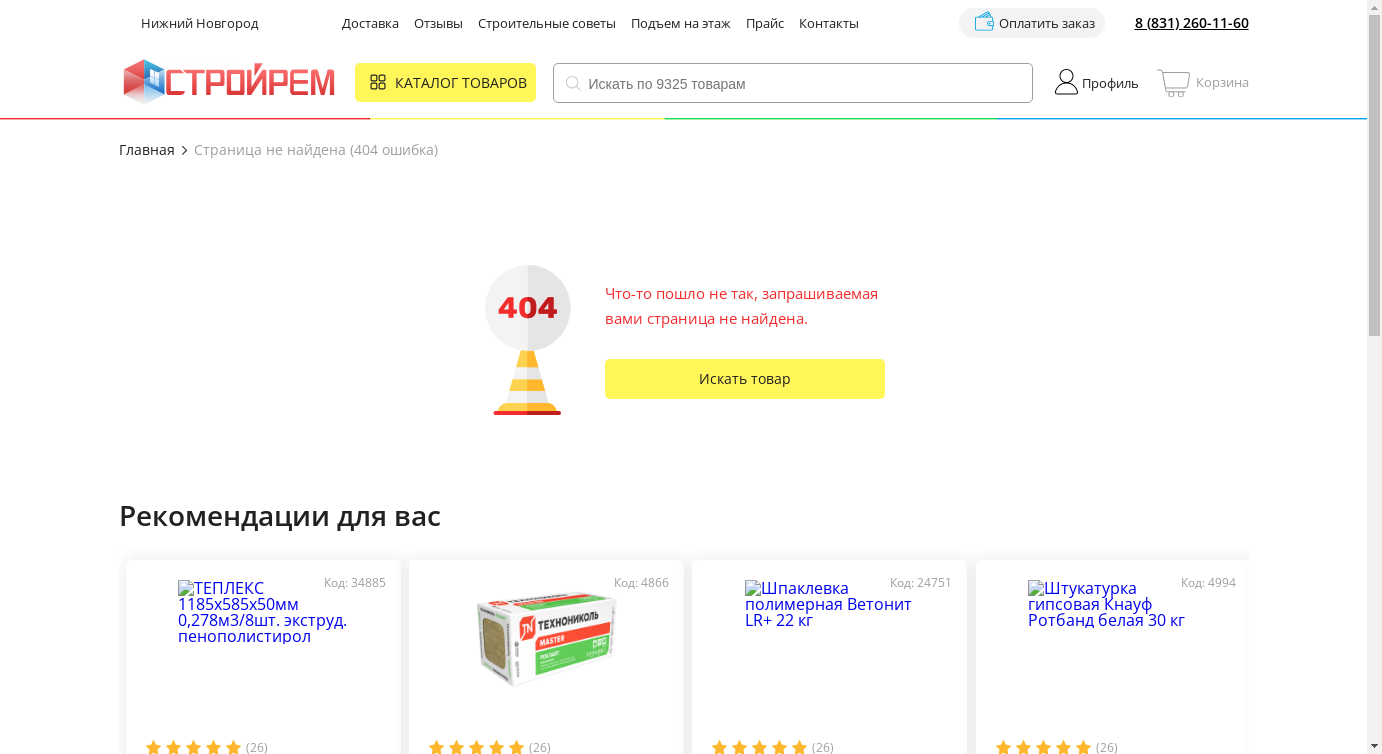 Нижний Новгород
Доставка Отзывы Строительные советы Подъем на этаж Прайс Контакты
Оплатить заказ
8 (831) 260-11-60
СТРОЙРЕМ
КАТАЛОГ ТОВАРОВ
Искать по 9325 товарам
Профиль
Корзина
Главная > Страница не найдена (404 ошибка)
404
Что-то пошло не так, запрашиваемая
вами страница не найдена.
Искать товар
Рекомендации для вас
Код: 34885
ТЕПЛЕКС
1185х585х50мм
0,278м3/8шт. экструд.
пенополистирол
(26)
Код: 4866
TN ТЕХНОНИКОЛЬ
MASTER
(26)
Код: 24751
Шпаклевка
полимерная Ветонит
LR+ 22 кг
(26)
Код: 4994
Штукатурка
гипсовая Кнауф
Ротбанд белая 30 кг
(26)